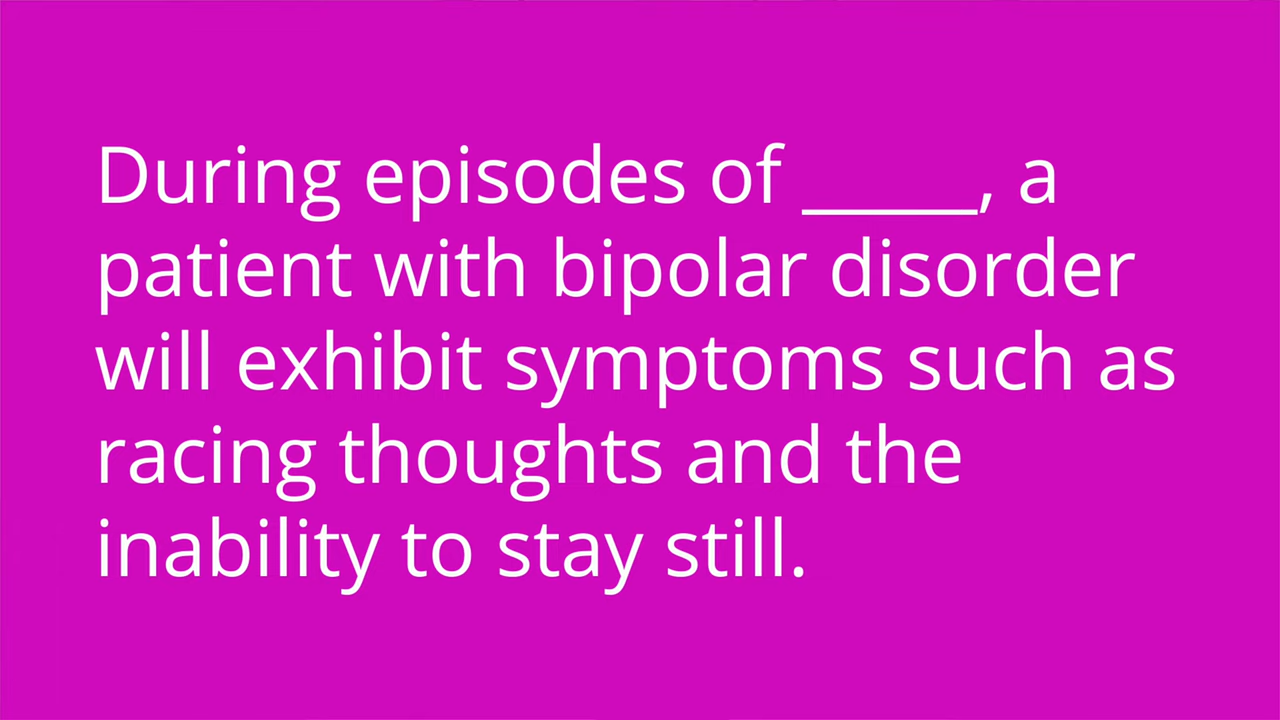 During episodes of _____, a
patient with bipolar disorder
will exhibit symptoms such as
racing thoughts and the
inability to stay still.